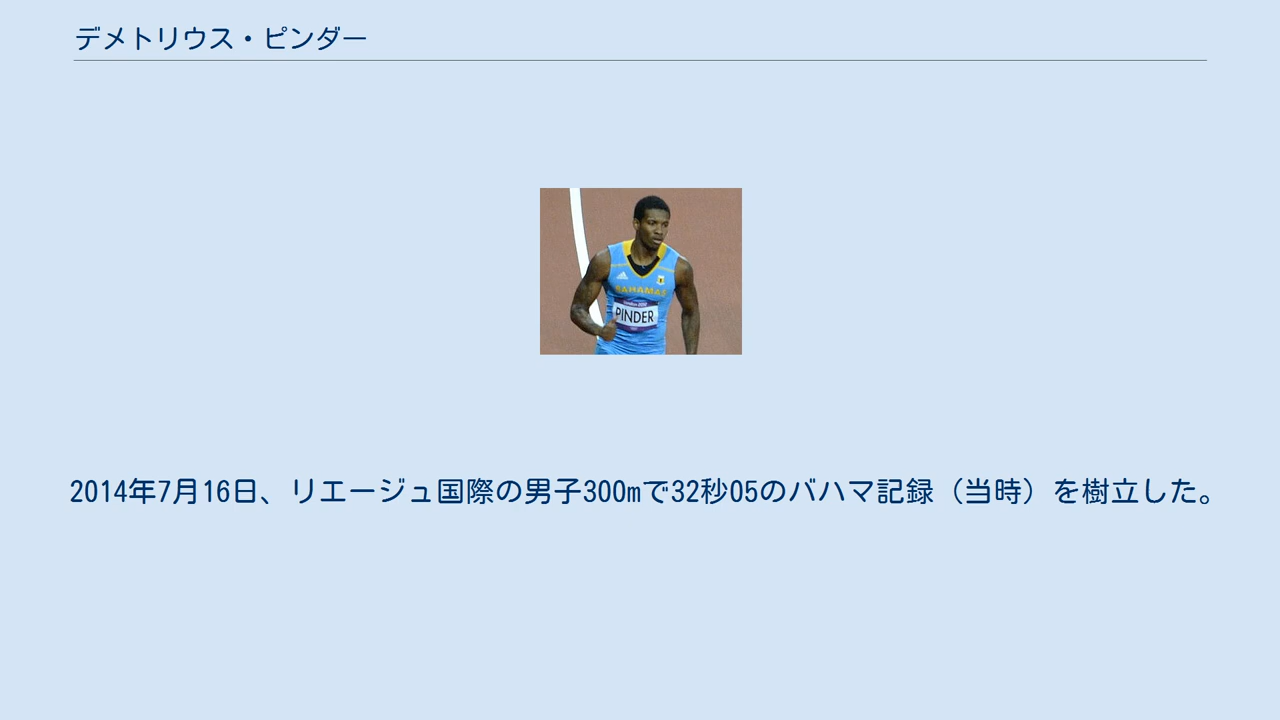 デメトリウス・ピンダー
BAHAMAS
London 2012
PINDER
2014年7月16日、リエージュ国際の男子300mで32秒05のバハマ記録（当時）を樹立した。